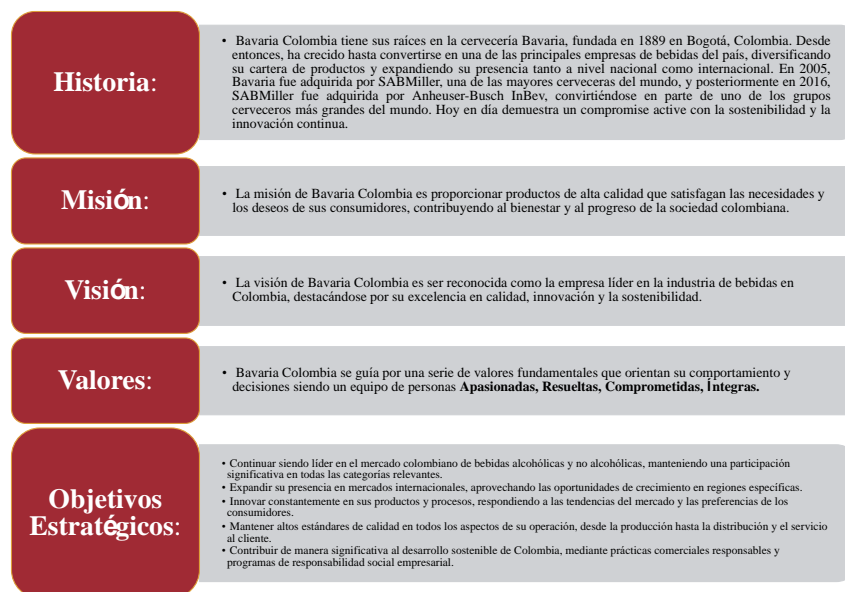 Historia:
• Bavaria Colombia tiene sus raíces en la cervecería Bavaria, fundada en 1889 en Bogotá, Colombia. Desde
entonces, ha crecido hasta convertirse en una de las principales empresas de bebidas del país, diversificando
su cartera de productos y expandiendo su presencia tanto a nivel nacional como internacional. En 2005,
Bavaria fue adquirida por SABMiller, una de las mayores cerveceras del mundo, y posteriormente en 2016,
SABMiller fue adquirida por Anheuser-Busch InBev, convirtiéndose en parte de uno de los grupos
cerveceros más grandes del mundo. Hoy en día demuestra un compromise active con la sostenibilidad y la
innovación continua.
Misión:
• La misión de Bavaria Colombia es proporcionar productos de alta calidad que satisfagan las necesidades y
los deseos de sus consumidores, contribuyendo al bienestar y al progreso de la sociedad colombiana.
Visión:
• La visión de Bavaria Colombia es ser reconocida como la empresa líder en la industria de bebidas en
Colombia, destacándose por su excelencia en calidad, innovación y la sostenibilidad.
Valores:
• Bavaria Colombia se guía por una serie de valores fundamentales que orientan su comportamiento y
decisiones siendo un equipo de personas Apasionadas, Resueltas, Comprometidas, Íntegras.
Objetivos
Estratégicos:
• Continuar siendo líder en el mercado colombiano de bebidas alcohólicas y no alcohólicas, manteniendo una participación
significativa en todas las categorías relevantes.
• Expandir su presencia en mercados internacionales, aprovechando las oportunidades de crecimiento en regiones específicas.
• Innovar constantemente en sus productos y procesos, respondiendo a las tendencias del mercado y las preferencias de los
consumidores.
• Mantener altos estándares de calidad en todos los aspectos de su operación, desde la producción hasta la distribución y el servicio
al cliente.
• Contribuir de manera significativa al desarrollo sostenible de Colombia, mediante prácticas comerciales responsables y
programas de responsabilidad social empresarial.